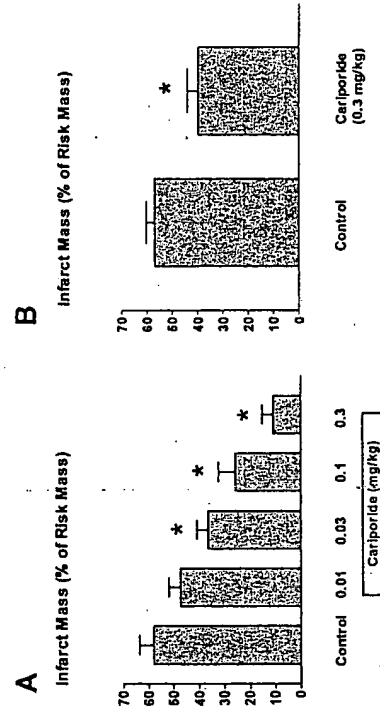 A
Infarct Mass (% of Risk Mass)
70
60
50
40
30
20
10
0
*
*
*
Control
0.01
0.03
0.1
0.3
Cariporide (mg/kg)
B
Infarct Mass (% of Risk Mass)
70
60
50
40
30
20
10
0
*
Control
Cariporide
(0.3 mg/kg)